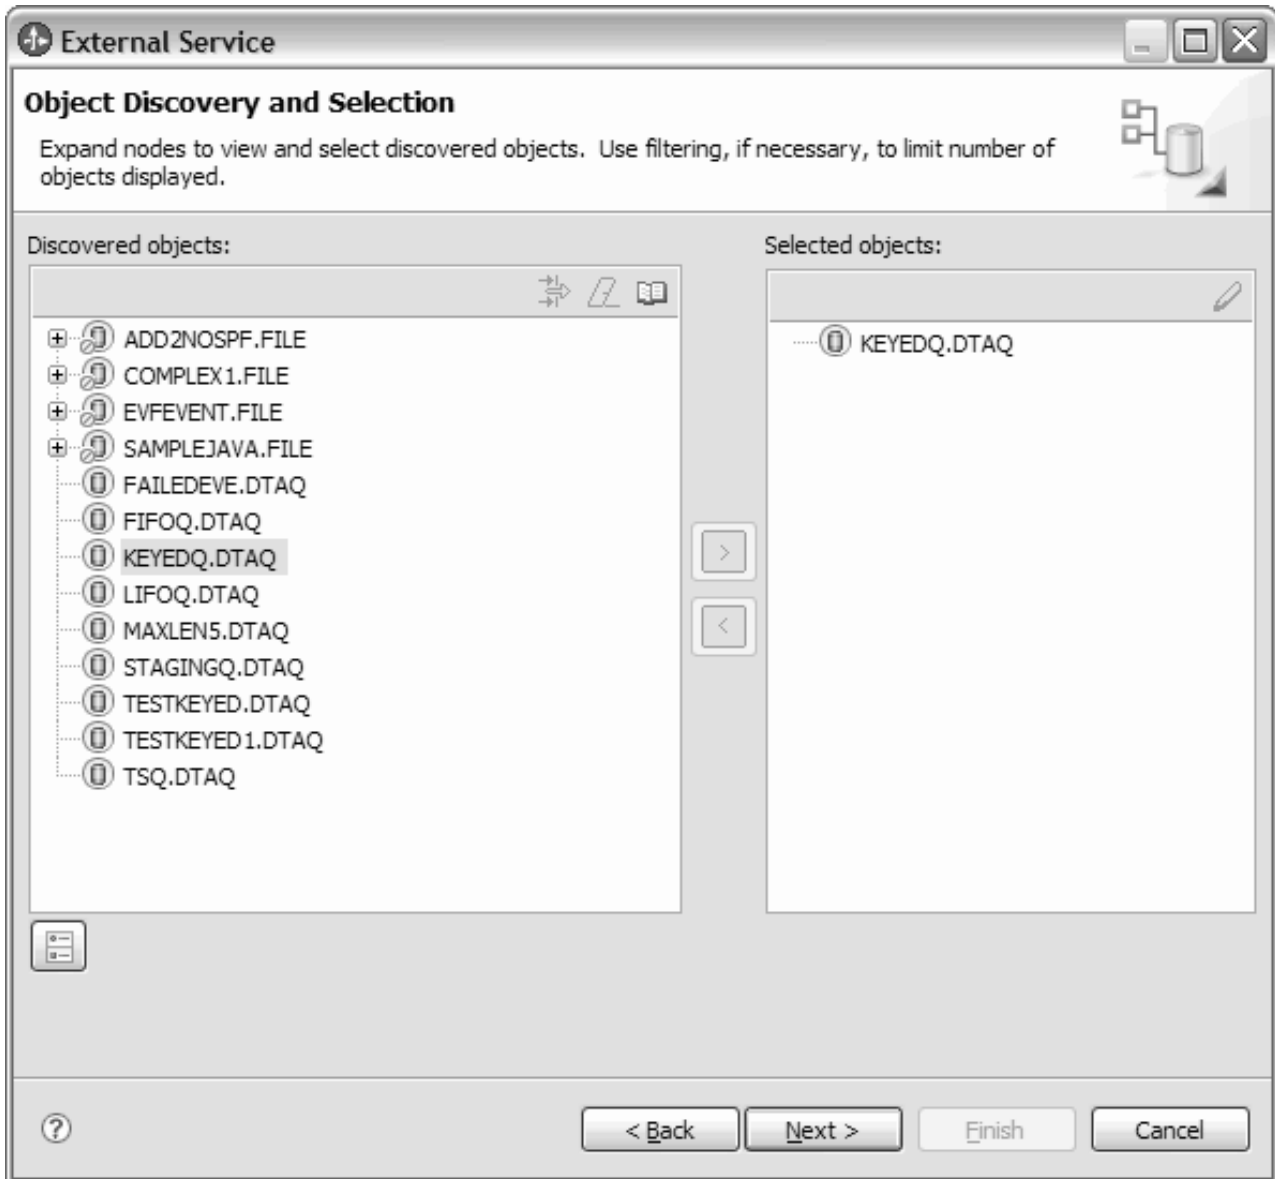 External Service
Object Discovery and Selection
Expand nodes to view and select discovered objects. Use filtering, if necessary, to limit number of
objects displayed.
Discovered objects:
ADD2NOSPF.FILE
COMPLEX1.FILE
EVFEVENT.FILE
SAMPLEJAVA.FILE
FAILEDEVE.DTAQ
FIFOQ.DTAQ
KEYEDQ.DTAQ
LIFOQ.DTAQ
MAXLEN5.DTAQ
STAGINGQ.DTAQ
TESTKEYED.DTAQ
TESTKEYED1.DTAQ
TSQ.DTAQ
Selected objects:
KEYEDQ.DTAQ
>
<
?
< Back
Next >
Finish
Cancel